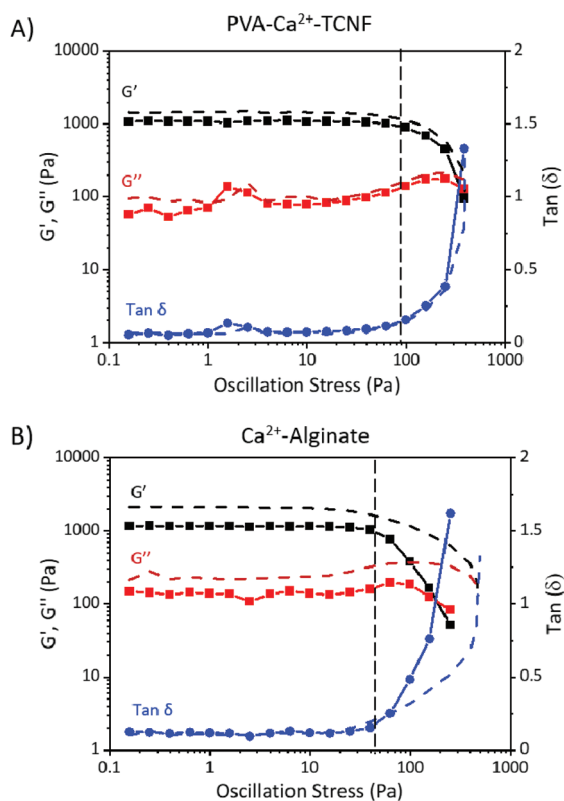 A)
PVA-Ca²⁺-TCNF
10000
1000
100
10
1
G', G'' (Pa)
G'
G''
Tan δ
2
1.5
1
0.5
0
Tan (δ)
0.1
1
10
100
1000
Oscillation Stress (Pa)
B)
Ca²⁺-Alginate
10000
1000
100
10
1
G', G'' (Pa)
G'
G''
Tan δ
2
1.5
1
0.5
0
Tan (δ)
0.1
1
10
100
1000
Oscillation Stress (Pa)